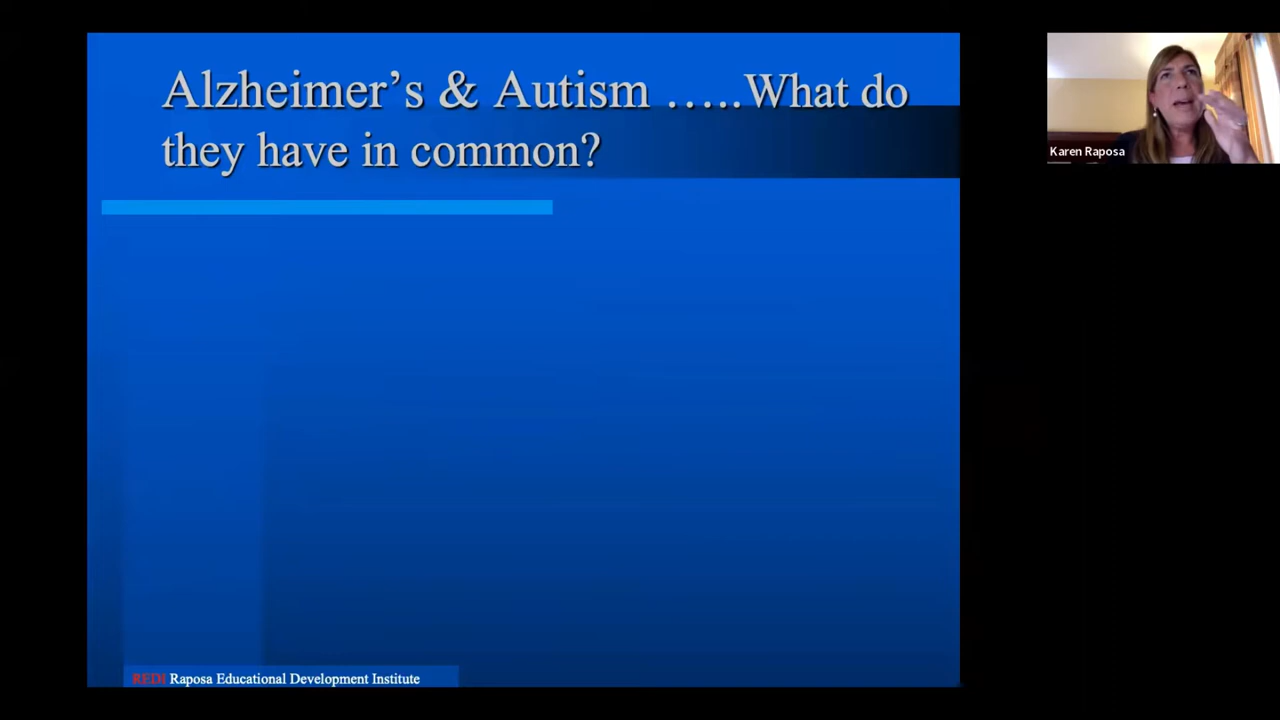 Alzheimer's & Autism …..What do
they have in common?
Karen Raposa
REDI Raposa Educational Development Institute